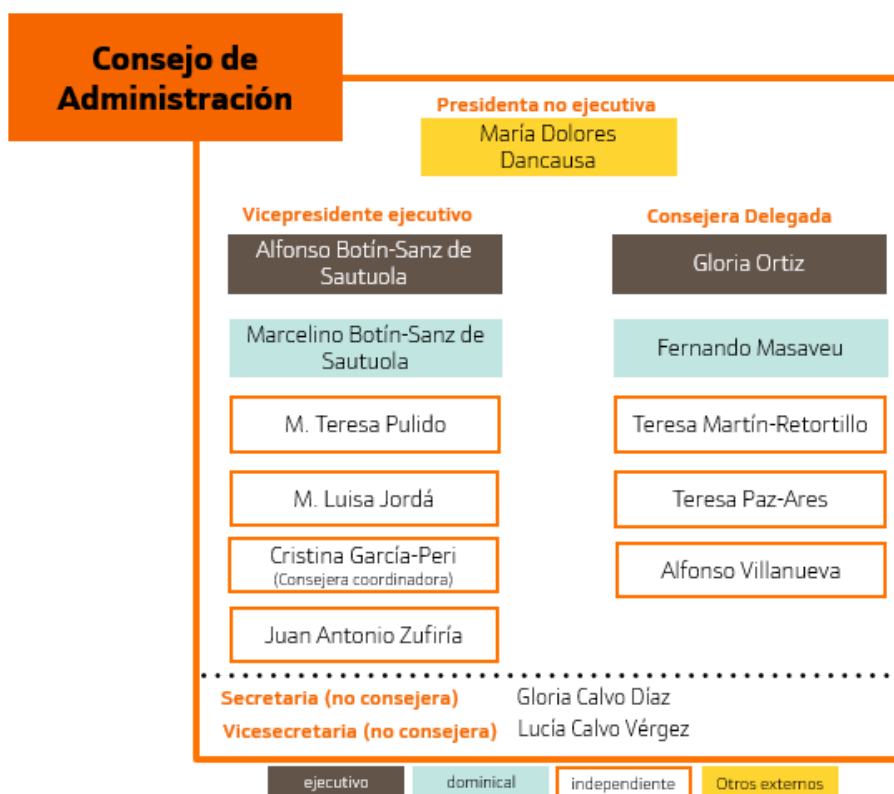 Consejo de
Administración
Presidenta no ejecutiva
María Dolores
Dancausa
Vicepresidente ejecutivo
Consejera Delegada
Alfonso Botín-Sanz de
Sautuola
Gloria Ortiz
Marcelino Botín-Sanz de
Sautuola
Fernando Masaveu
M. Teresa Pulido
Teresa Martín-Retortillo
M. Luisa Jordá
Teresa Paz-Ares
Cristina García-Peri
(Consejera coordinadora)
Alfonso Villanueva
Juan Antonio Zufiría
Secretaria (no consejera) Gloria Calvo Díaz
Vicesecretaria (no consejera) Lucía Calvo Vérgez
ejecutivo dominical independiente Otros externos